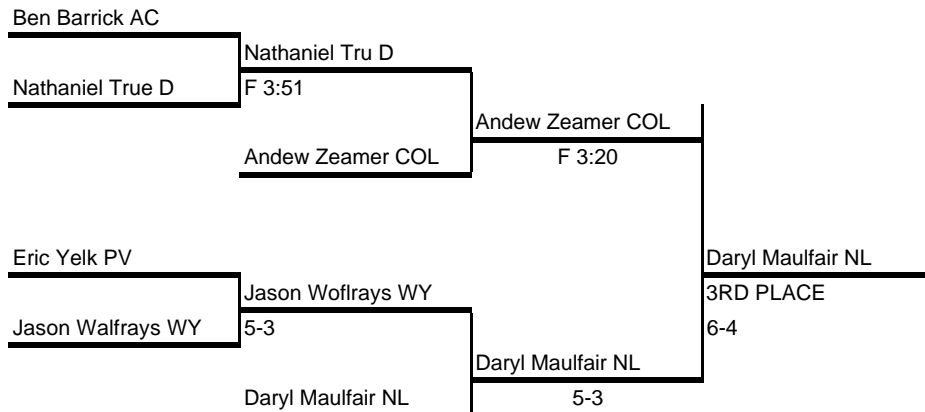 Ben Barrick AC
Nathaniel Tru D
Nathaniel True D
F 3:51
Andew Zeamer COL
Andew Zeamer COL
F 3:20
Eric Yelk PV
Daryl Maulfair NL
Jason Woflrays WY
3RD PLACE
Jason Walfrays WY
5-3
6-4
Daryl Maulfair NL
Daryl Maulfair NL
5-3